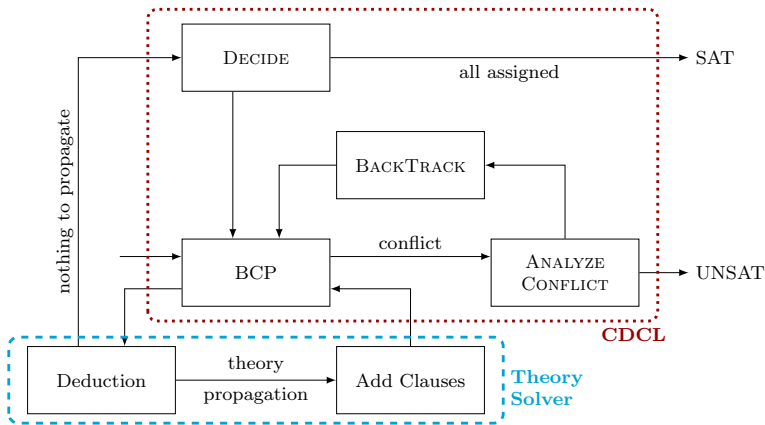 DECIDE
all assigned
SAT
nothing to propagate
BACKTRACK
conflict
BCP
ANALYZE
CONFLICT
UNSAT
CDCL
Deduction
theory
propagation
Add Clauses
Theory
Solver